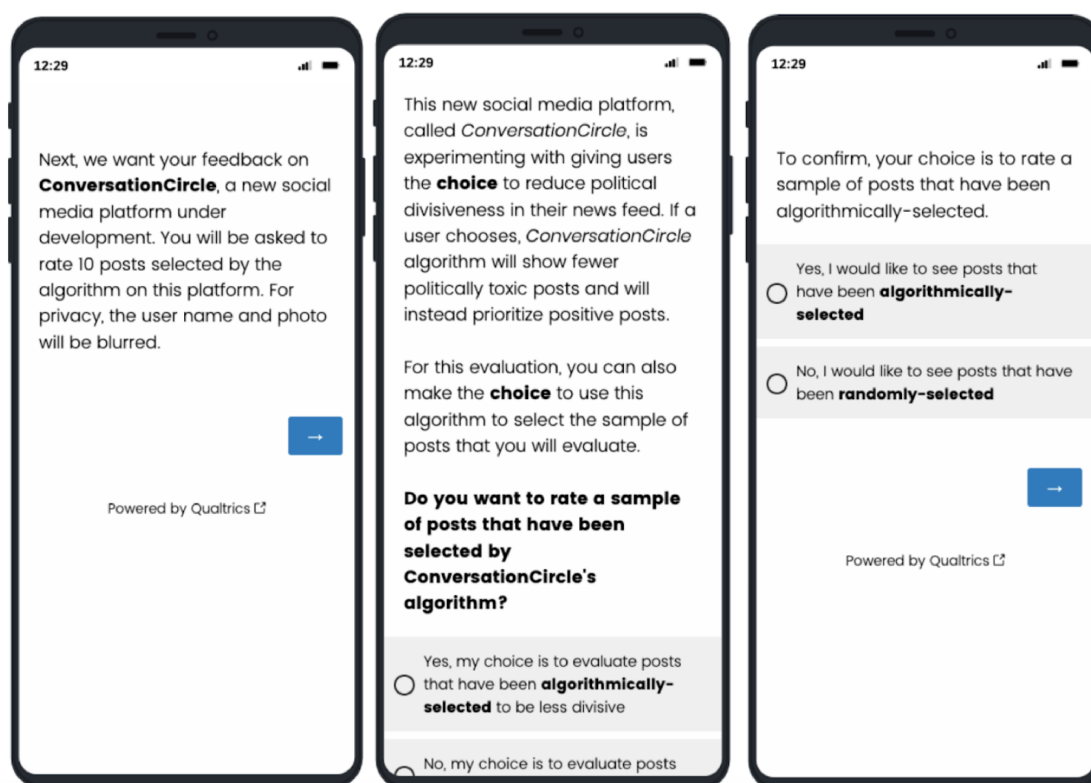 12:29
Next, we want your feedback on
ConversationCircle, a new social
media platform under
development. You will be asked to
rate 10 posts selected by the
algorithm on this platform. For
privacy, the user name and photo
will be blurred.
→
Powered by Qualtrics
12:29
This new social media platform,
called ConversationCircle, is
experimenting with giving users
the choice to reduce political
divisiveness in their news feed. If a
user chooses, ConversationCircle
algorithm will show fewer
politically toxic posts and will
instead prioritize positive posts.
For this evaluation, you can also
make the choice to use this
algorithm to select the sample of
posts that you will evaluate.
Do you want to rate a sample
of posts that have been
selected by
ConversationCircle's
algorithm?
Yes, my choice is to evaluate posts
that have been algorithmically-
selected to be less divisive
No, my choice is to evaluate posts
12:29
To confirm, your choice is to rate a
sample of posts that have been
algorithmically-selected.
Yes, I would like to see posts that
have been algorithmically-
selected
No, I would like to see posts that have
been randomly-selected
→
Powered by Qualtrics